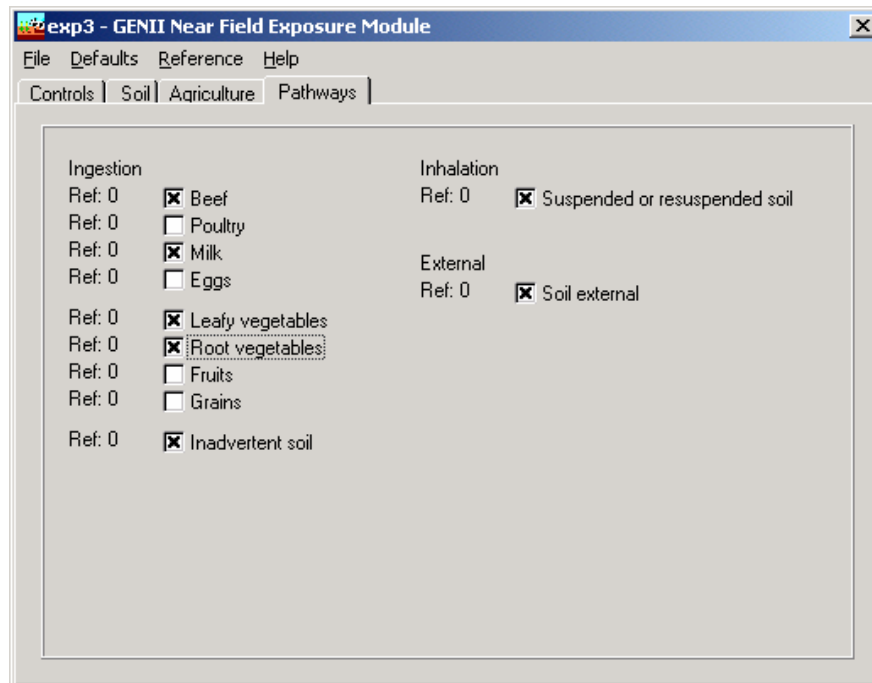 exp3 - GENII Near Field Exposure Module
File Defaults Reference Help
Controls Soil Agriculture Pathways
Ingestion
Ref: 0 Beef
Ref: 0 Poultry
Ref: 0 Milk
Ref: 0 Eggs
Ref: 0 Leafy vegetables
Ref: 0 Root vegetables
Ref: 0 Fruits
Ref: 0 Grains
Ref: 0 Inadvertent soil
Inhalation
Ref: 0 Suspended or resuspended soil
External
Ref: 0 Soil external